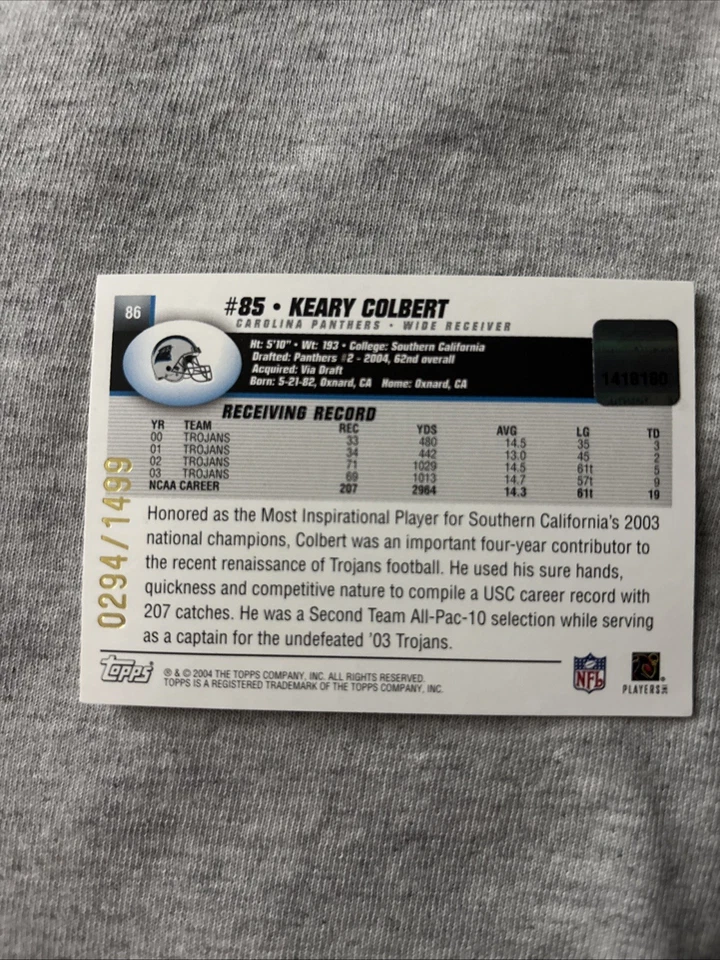 86
#85 • KEARY COLBERT
CAROLINA PANTHERS • WIDE RECEIVER
Ht: 5'10" • Wt: 193 • College: Southern California
Drafted: Panthers #2 - 2004, 62nd overall
Acquired: Via Draft
Born: 5-21-82, Oxnard, CA Home: Oxnard, CA
RECEIVING RECORD
YR TEAM REC YDS AVG LG TD
00 TROJANS 33 480 14.5 35 3
01 TROJANS 34 442 13.0 45 2
02 TROJANS 71 1029 14.5 61t 5
03 TROJANS 69 1013 14.7 57t 9
NCAA CAREER 207 2964 14.3 61t 19
0294/1499
Honored as the Most Inspirational Player for Southern California's 2003
national champions, Colbert was an important four-year contributor to
the recent renaissance of Trojans football. He used his sure hands,
quickness and competitive nature to compile a USC career record with
207 catches. He was a Second Team All-Pac-10 selection while serving
as a captain for the undefeated '03 Trojans.
TOPPS
® & © 2004 THE TOPPS COMPANY, INC. ALL RIGHTS RESERVED.
TOPPS IS A REGISTERED TRADEMARK OF THE TOPPS COMPANY, INC.
NFL
PLAYERS